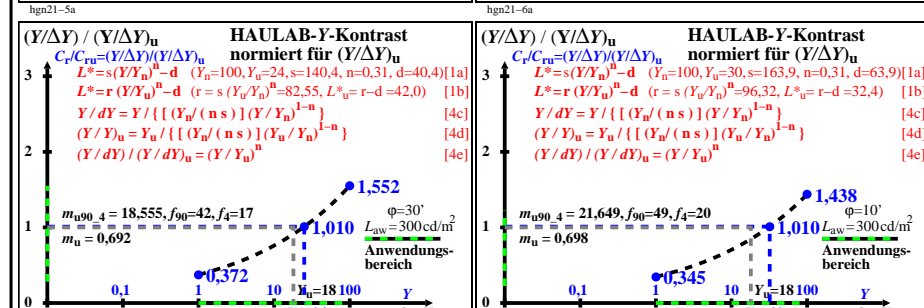 hgn21-5a
(Y/ΔY) / (Y/ΔY)u HAULAB-Y-Kontrast
Cr/Cru=(Y/ΔY)/(Y/ΔY)u normiert für (Y/ΔY)u
3
L*=s(Y/Yn)^n−d (Yn=100, Yu=24, s=140,4, n=0,31, d=40,4)[1a]
L*=r (Y/Yu)^n−d (r = s (Yu/Yn)^n=82,55, L*u= r−d =42,0) [1b]
Y / dY = Y / { [ (Yn/ ( n s ) ] (Y / Yn)^1−n } [4c]
(Y / Y)u = Yu / { [ (Yn/ ( n s ) ] (Yu / Yn)^1−n } [4d]
2
(Y / dY) / (Y / dY)u = (Y / Yu)^n [4e]
1,552
mu90_4 = 18,555, f90=42, f4=17
φ=30'
1
1,010
Law=300cd/m²
mu = 0,692
Anwendungs-
bereich
0,372
0,1 1 10 Yu=18 100 Y
0
hgn21-6a
(Y/ΔY) / (Y/ΔY)u HAULAB-Y-Kontrast
Cr/Cru=(Y/ΔY)/(Y/ΔY)u normiert für (Y/ΔY)u
3
L*=s(Y/Yn)^n−d (Yn=100, Yu=30, s=163,9, n=0,31, d=63,9)[1a]
L*=r (Y/Yu)^n−d (r = s (Yu/Yn)^n=96,32, L*u= r−d =32,4) [1b]
Y / dY = Y / { [ (Yn/ ( n s ) ] (Y / Yn)^1−n } [4c]
(Y / Y)u = Yu / { [ (Yn/ ( n s ) ] (Yu / Yn)^1−n } [4d]
2
(Y / dY) / (Y / dY)u = (Y / Yu)^n [4e]
1,438
mu90_4 = 21,649, f90=49, f4=20
φ=10'
1
1,010
Law=300cd/m²
mu = 0,698
Anwendungs-
bereich
0,345
0,1 1 10 Yu=18 100 Y
0